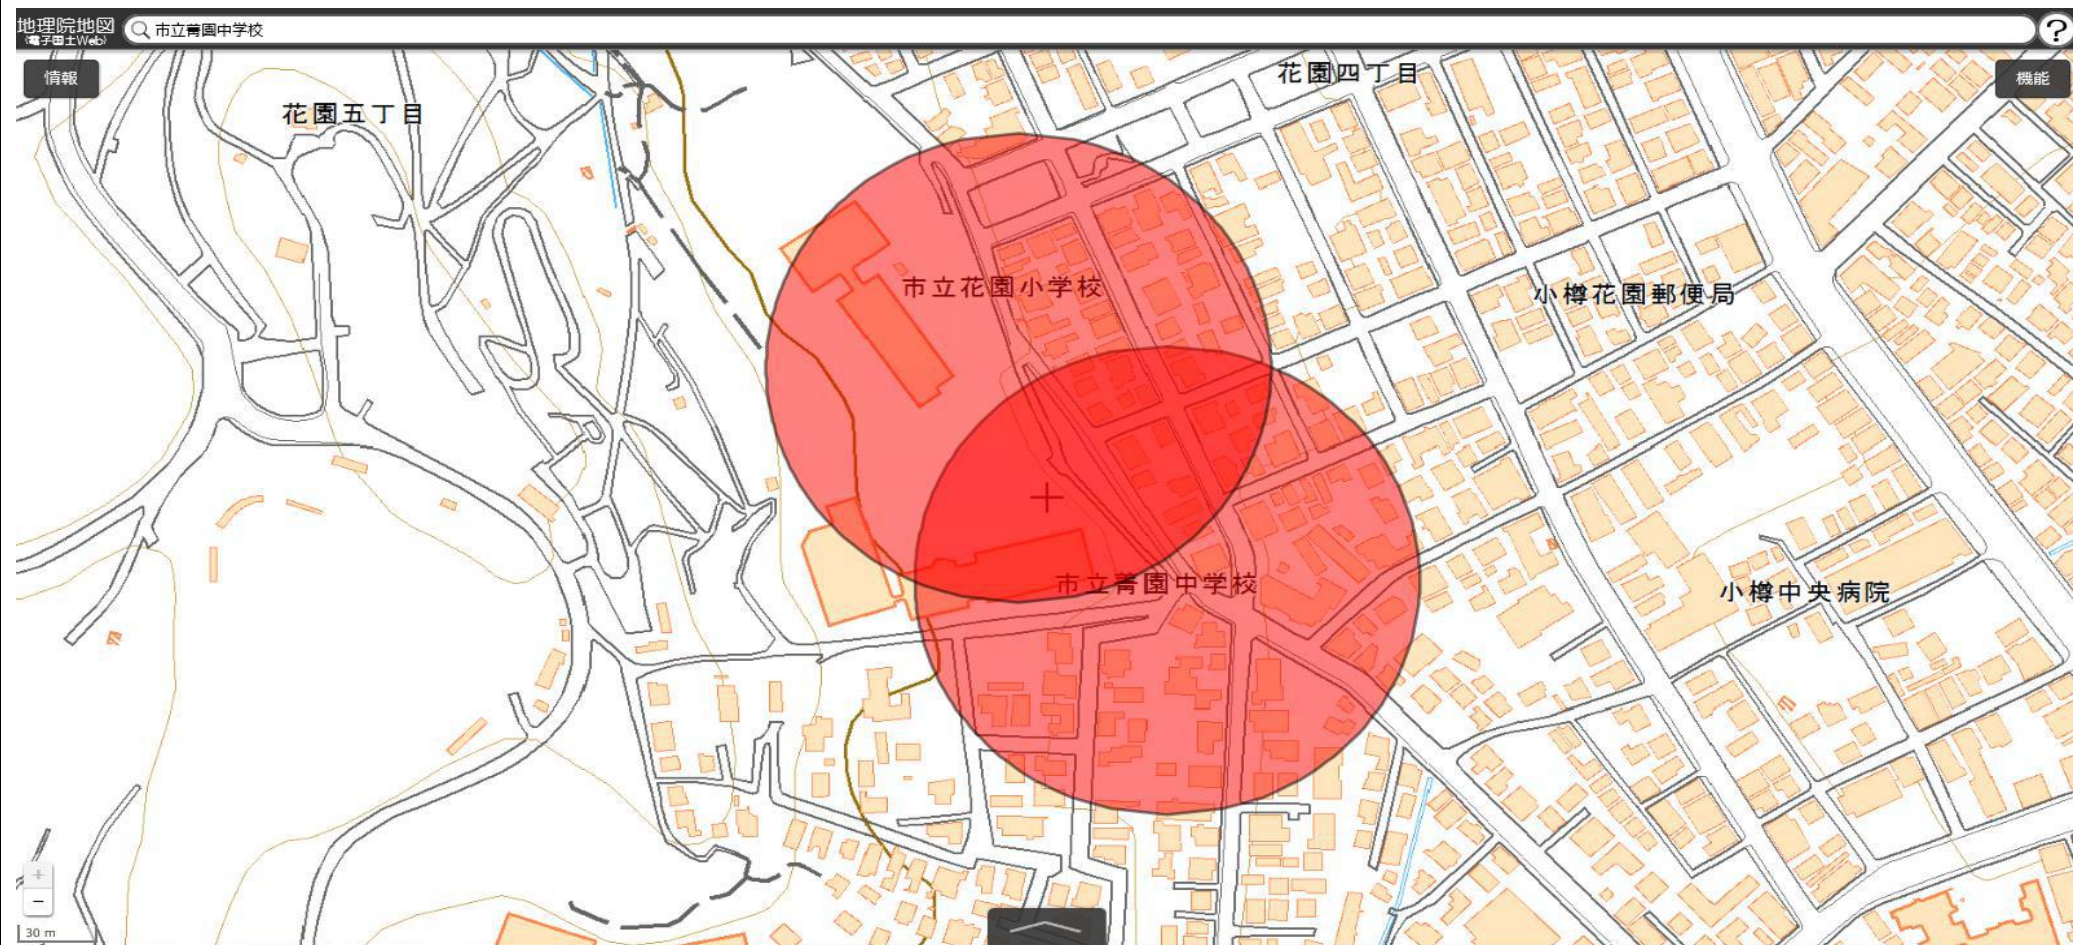 地理院地図
(電子国土Web)
市立菁園中学校
?
情報
機能
花園四丁目
花園五丁目
市立花園小学校
小樽花園郵便局
市立菁園中学校
小樽中央病院
+
−
30 m